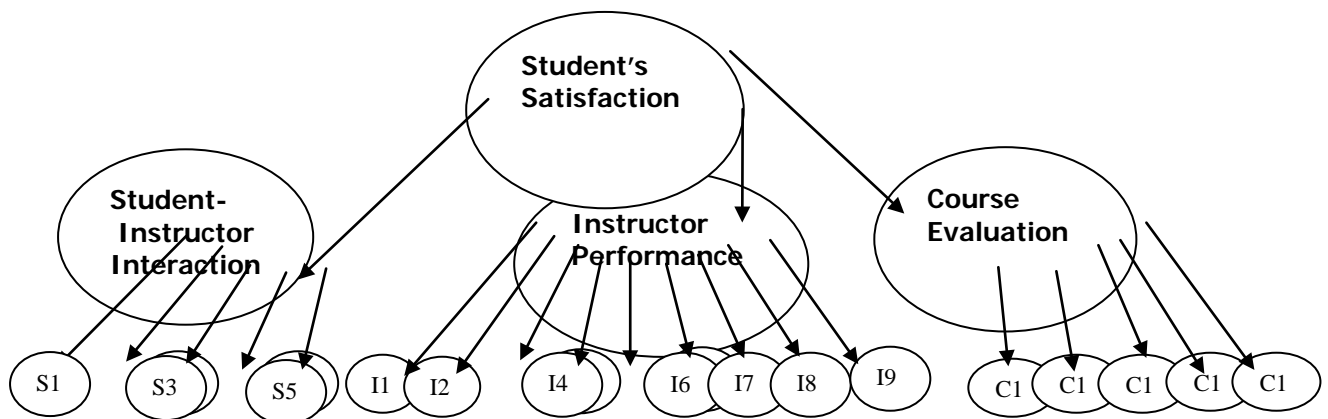 Student's
Satisfaction
Student-
Instructor
Interaction
Instructor
Performance
Course
Evaluation
S1
S3
S5
I1
I2
I4
I6
I7
I8
I9
C1
C1
C1
C1
C1